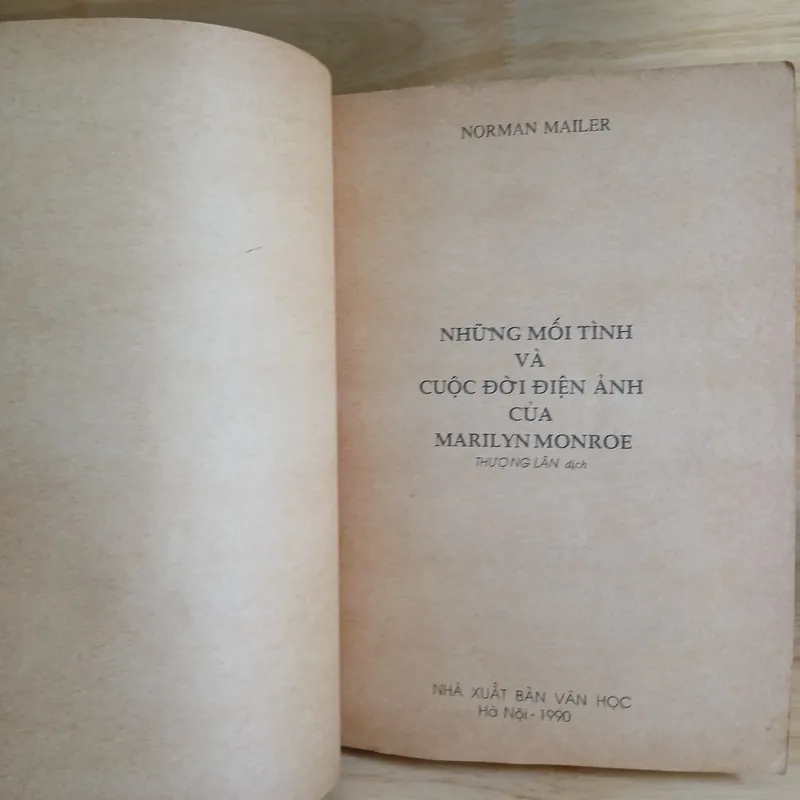 NORMAN MAILER
NHỮNG MỐI TÌNH
VÀ
CUỘC ĐỜI ĐIỆN ẢNH
CỦA
MARILYN MONROE
THƯỢNG LÃN dịch
NHÀ XUẤT BẢN VĂN HỌC
Hà Nội - 1990